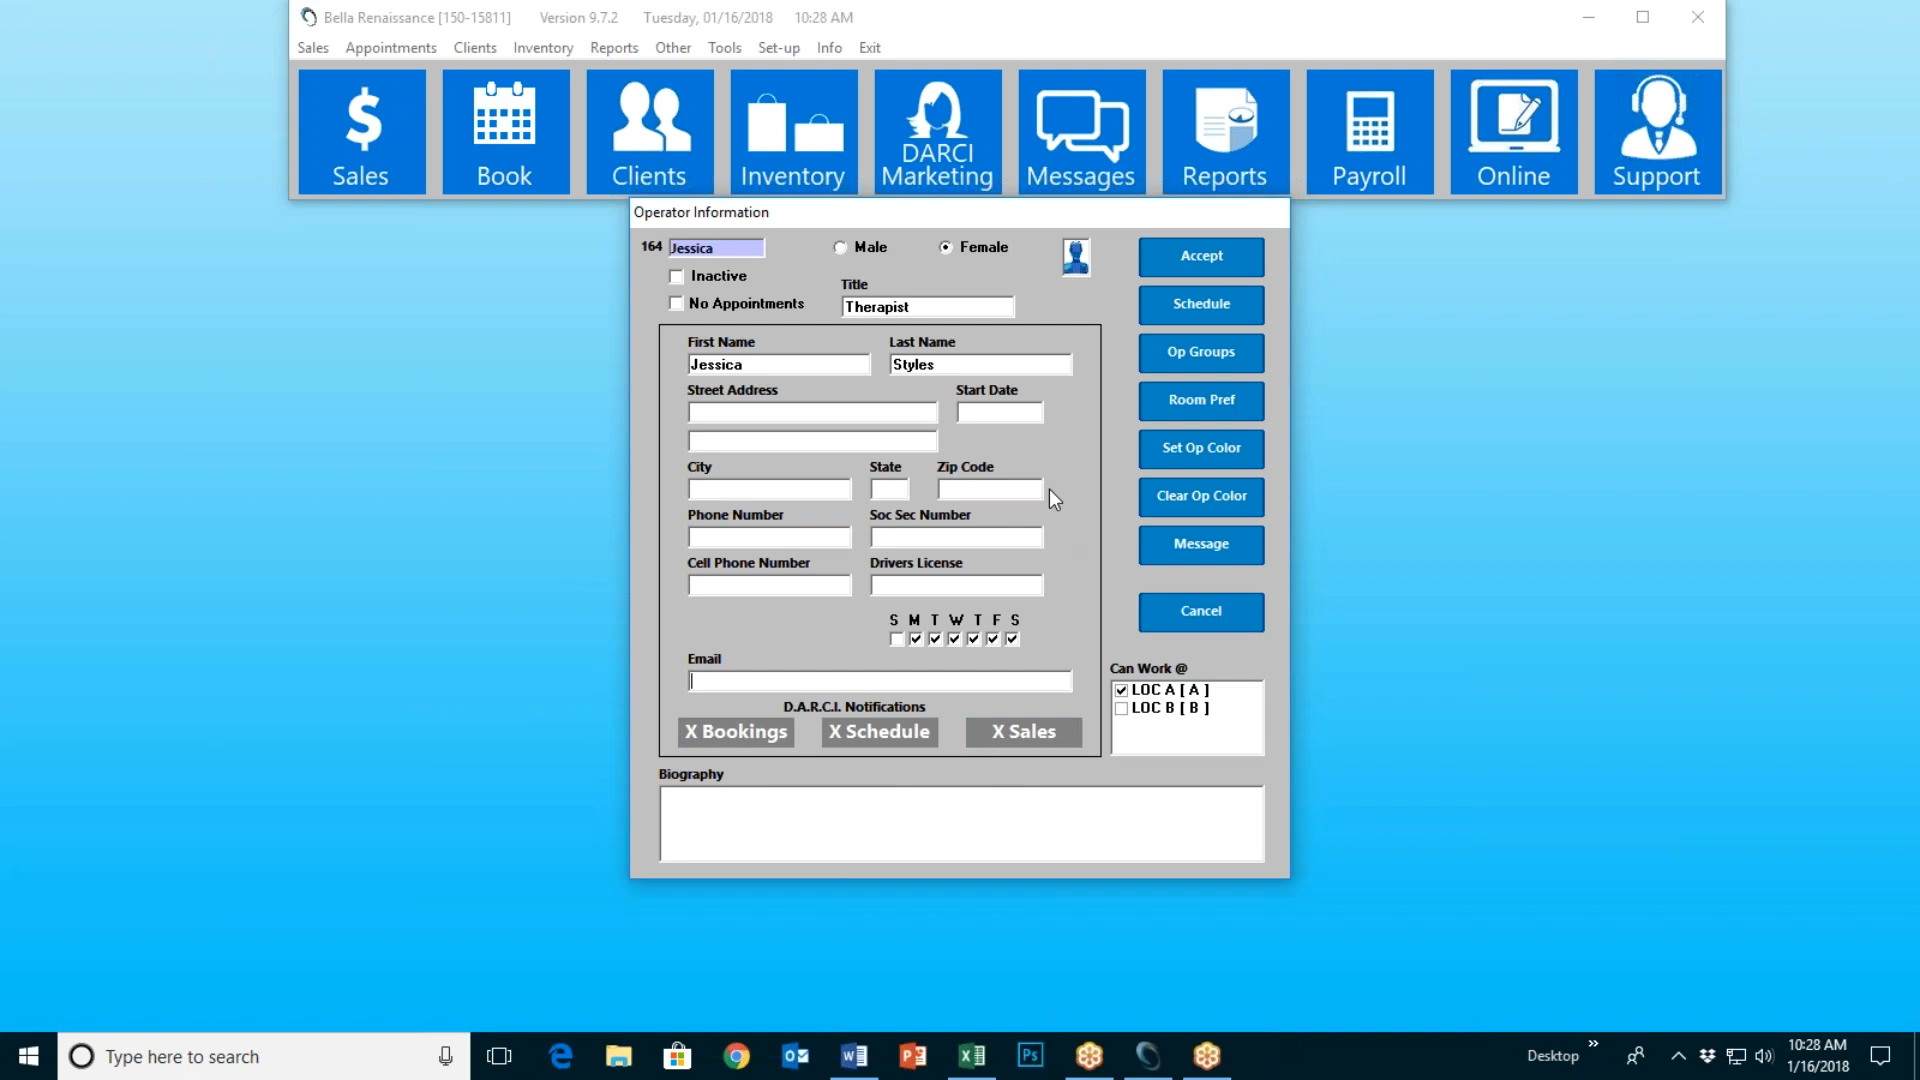 Bella Renaissance [150-15811] Version 9.7.2 Tuesday, 01/16/2018 10:28 AM
Sales Appointments Clients Inventory Reports Other Tools Set-up Info Exit
$
DARCI
Sales Book Clients Inventory Marketing Messages Reports Payroll Online Support
Operator Information
164 Jessica Male Female Accept
Inactive
Title
No Appointments Schedule
Therapist
First Name Last Name Op Groups
Jessica Styles
Street Address Start Date Room Pref
Set Op Color
City State Zip Code
Clear Op Color
Phone Number Soc Sec Number
Message
Cell Phone Number Drivers License
Cancel
S M T W T F S
Email Can Work @
LOC A [ A ]
D.A.R.C.I. Notifications LOC B [ B ]
X Bookings X Schedule X Sales
Biography
Type here to search
Desktop
10:28 AM
1/16/2018